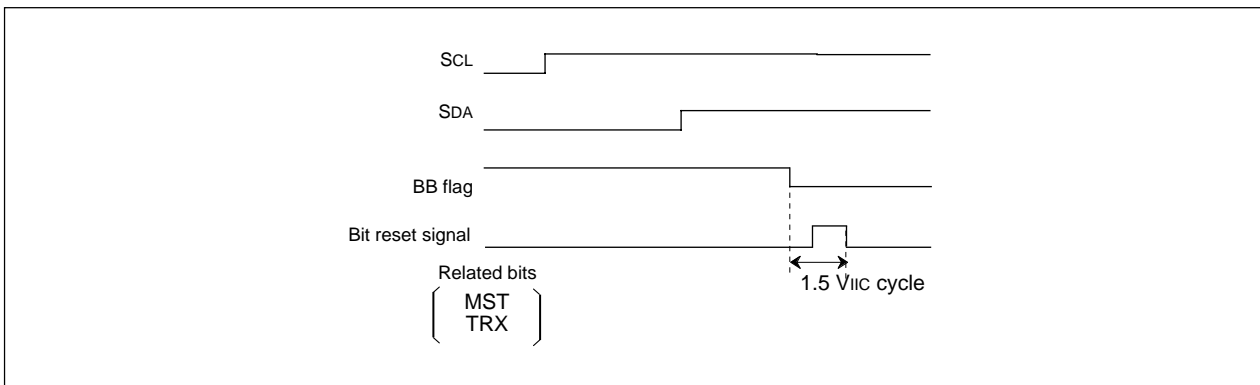 SCL
SDA
BB flag
Bit reset signal
Related bits
MST
TRX
1.5 VIIC cycle